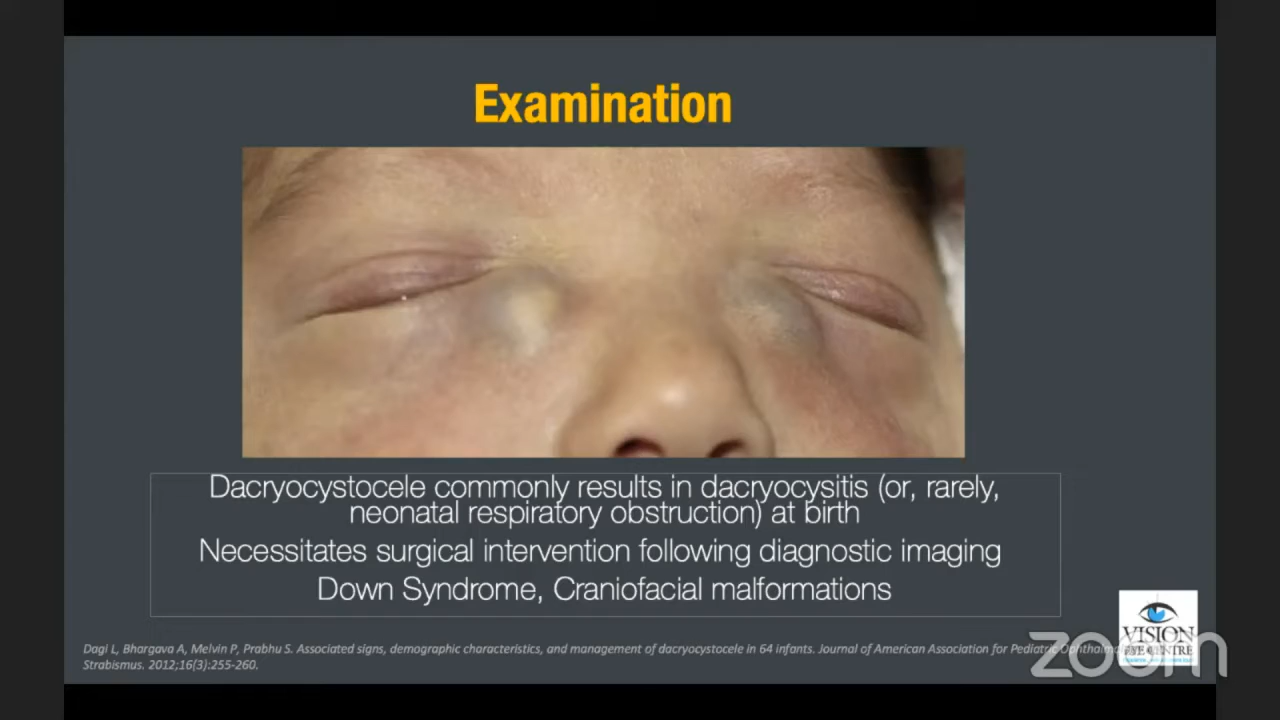 Examination
Dacryocystocele commonly results in dacryocysitis (or, rarely,
neonatal respiratory obstruction) at birth
Necessitates surgical intervention following diagnostic imaging
Down Syndrome, Craniofacial malformations
Dagi L, Bhargava A, Melvin P, Prabhu S. Associated signs, demographic characteristics, and management of dacryocystocele in 64 infants. Journal of American Association for Pediatric
Strabismus. 2012;16(3):255-260.
VISION
EYE CENTRE
zoom